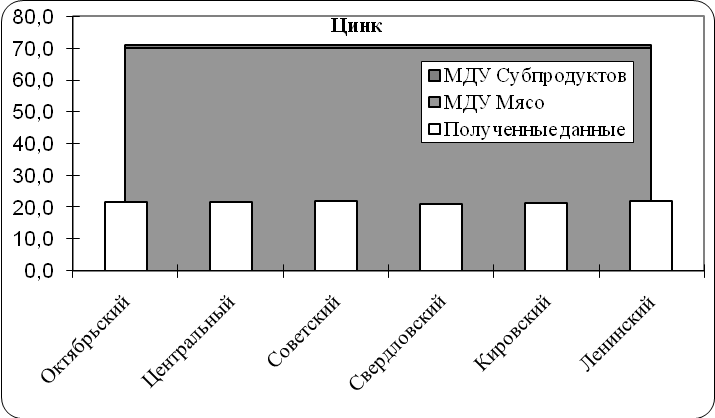 Цинк
80,0
70,0
60,0
50,0
40,0
30,0
20,0
10,0
0,0
МДУ Субпродуктов
МДУ Мясо
Полученные данные
Октябрьский
Центральный
Советский
Свердловский
Кировский
Ленинский